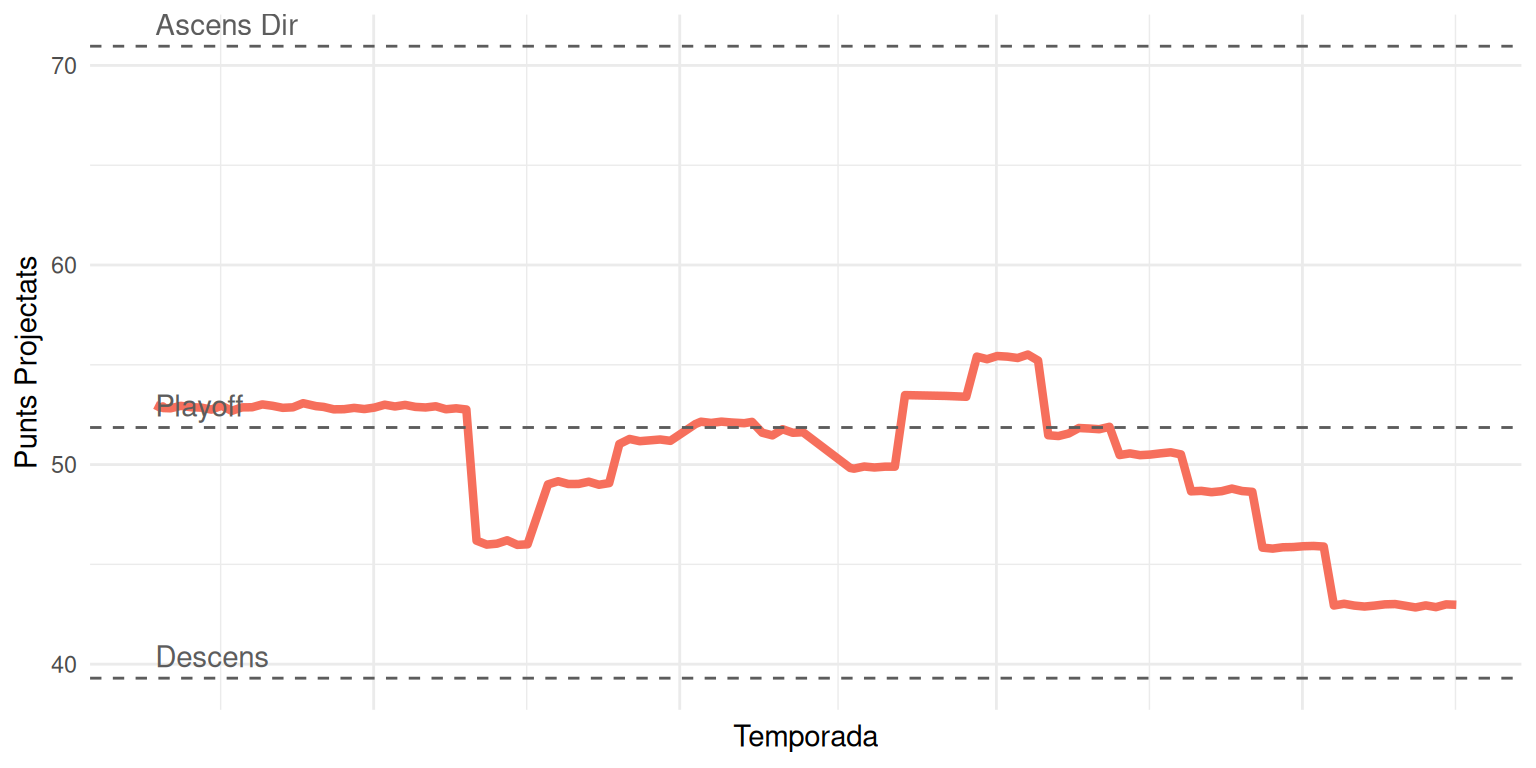 Ascens Dir
70
60
Playoff
50
Descens
40
Punts Projectats
Temporada